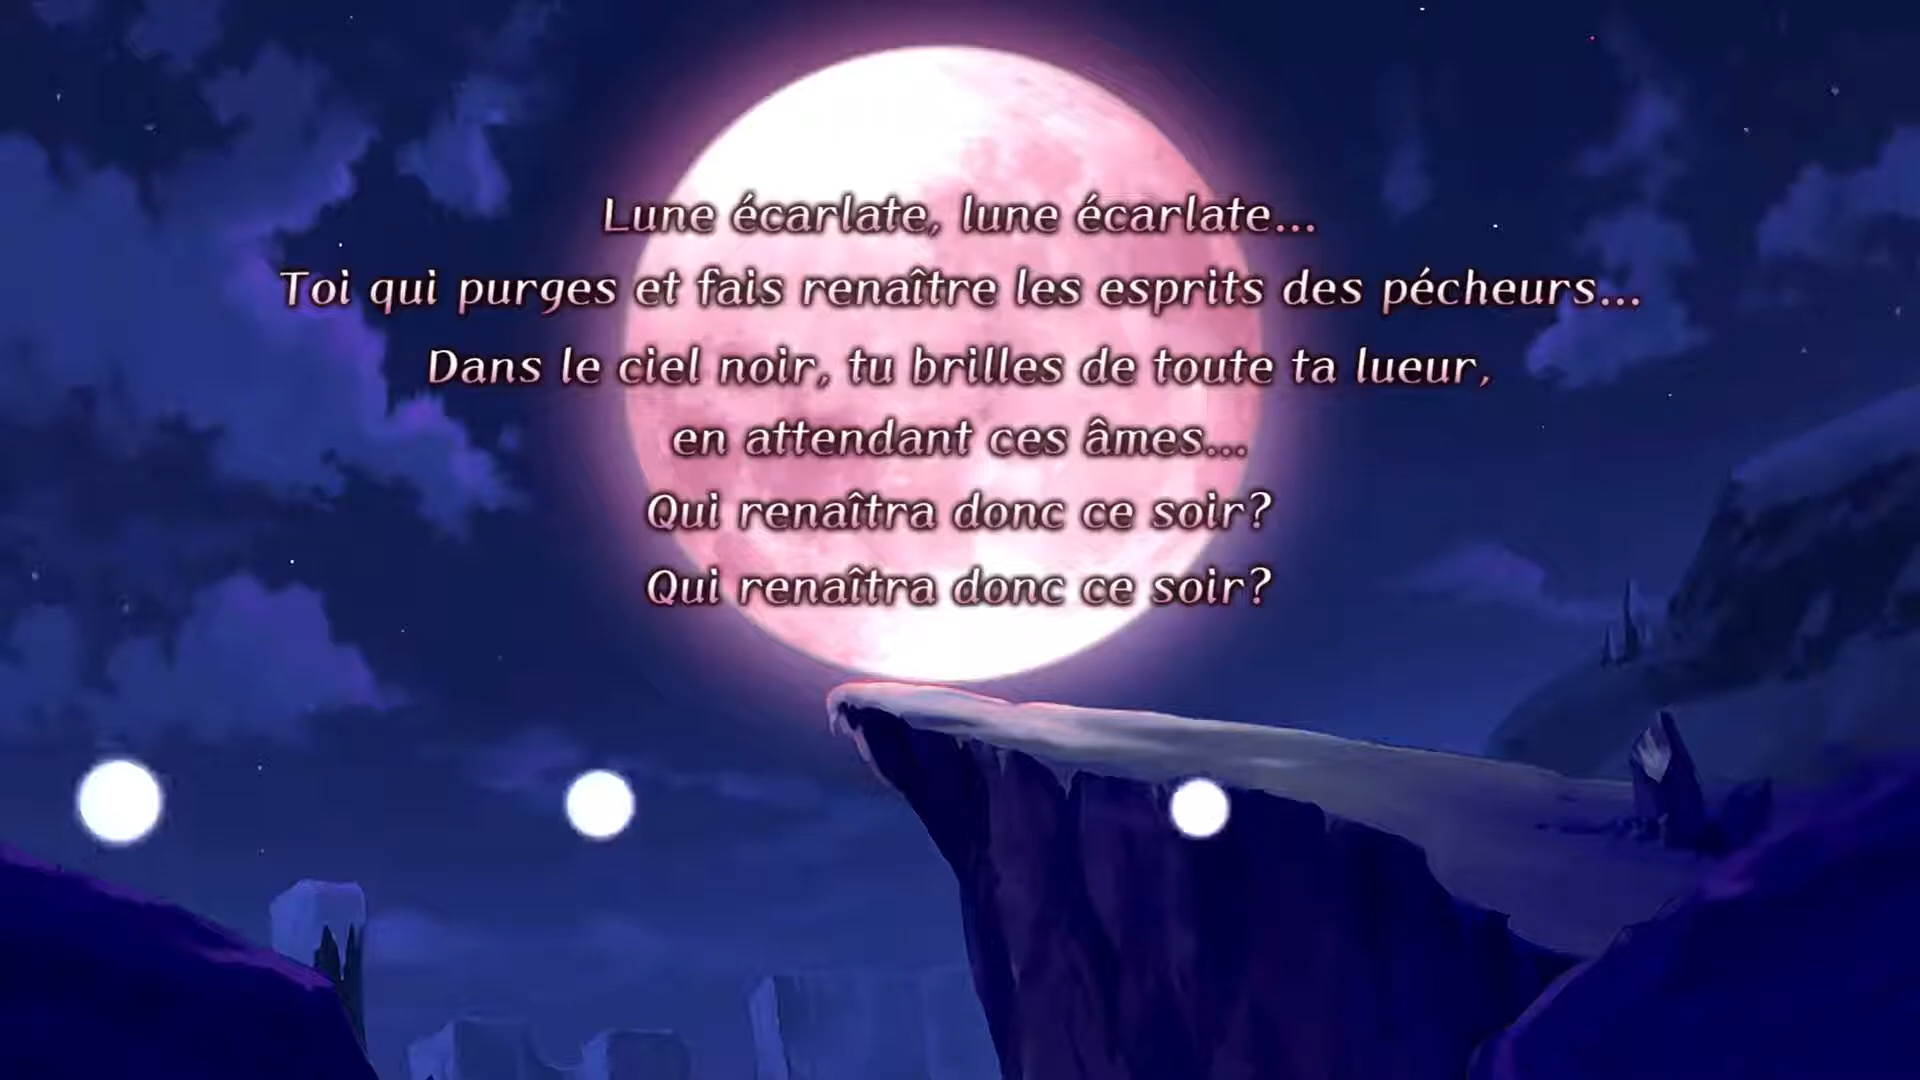 Lune écarlate, lune écarlate...
Toi qui purges et fais renaître les esprits des pécheurs...
Dans le ciel noir, tu brilles de toute ta lueur,
en attendant ces âmes...
Qui renaîtra donc ce soir?
Qui renaîtra donc ce soir?